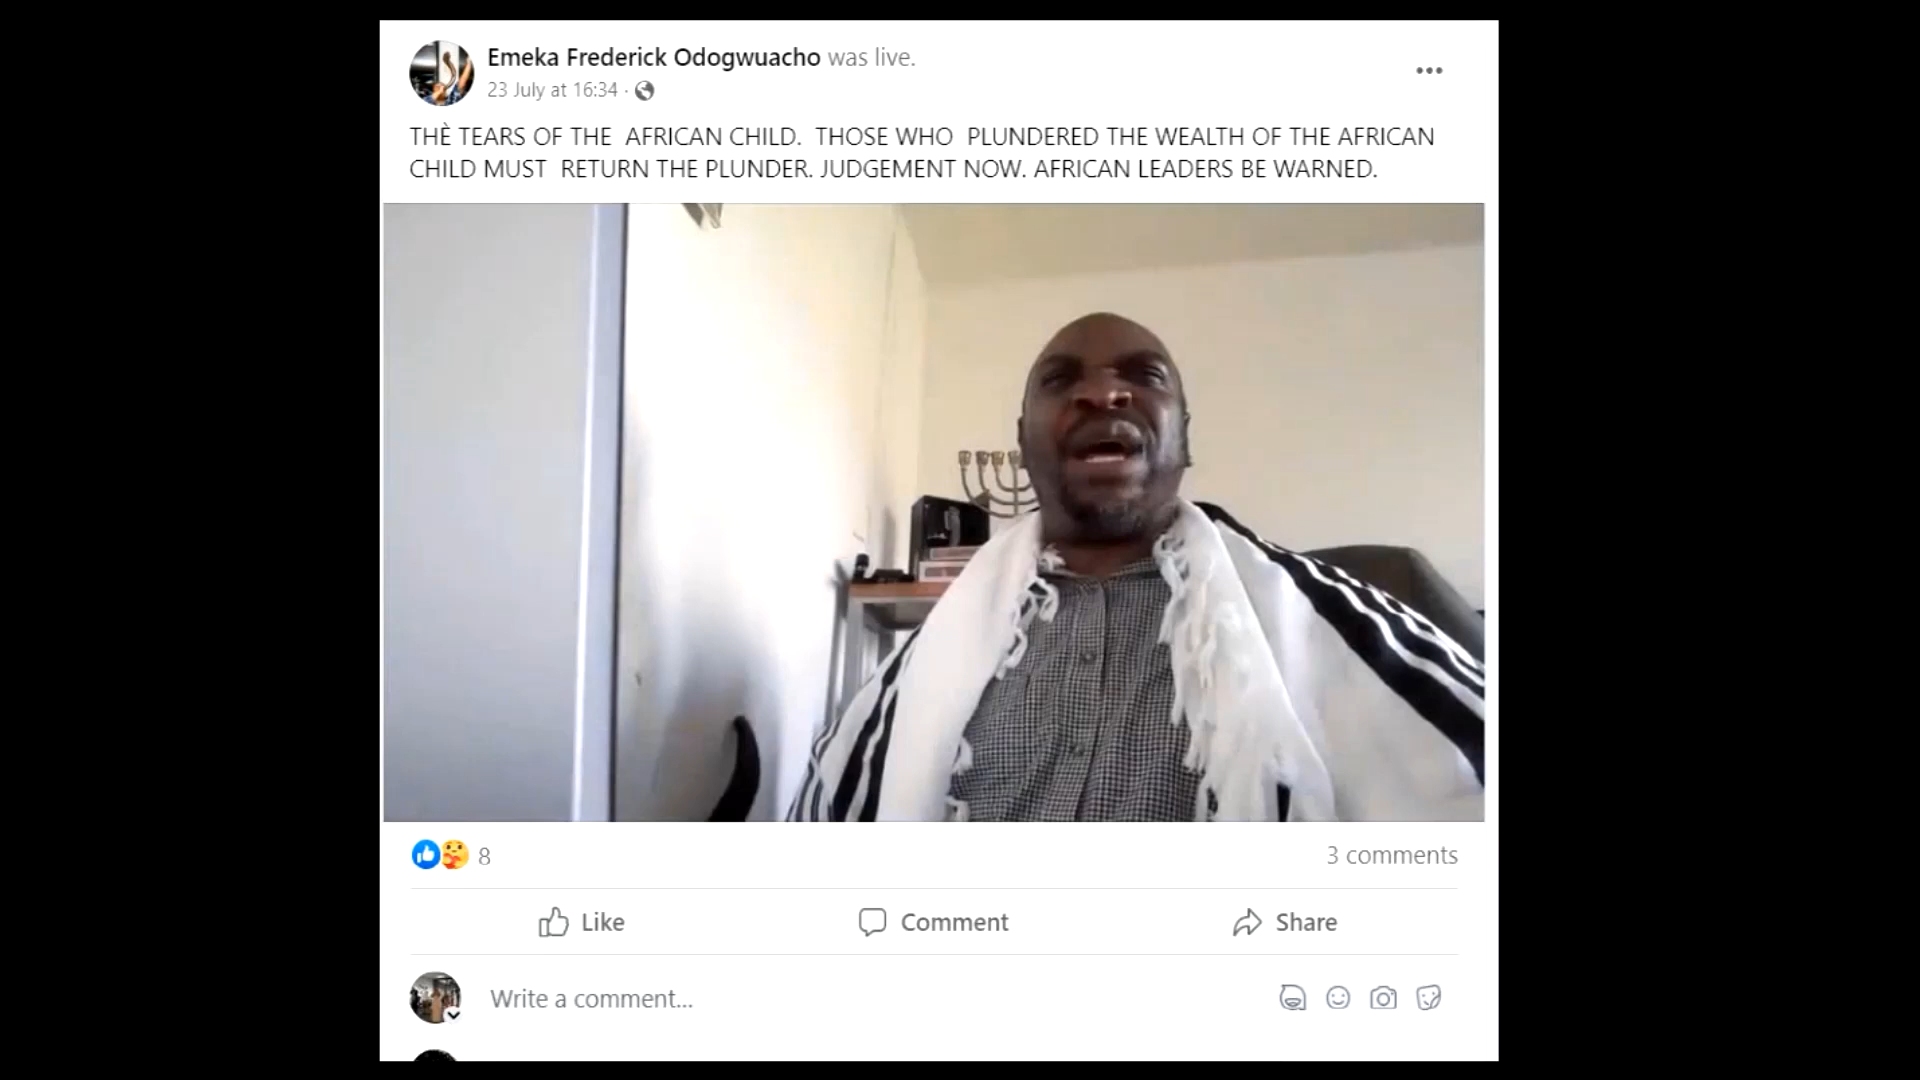 Emeka Frederick Odogwuacho was live.
23 July at 16:34 ·
THÈ TEARS OF THE AFRICAN CHILD. THOSE WHO PLUNDERED THE WEALTH OF THE AFRICAN
CHILD MUST RETURN THE PLUNDER. JUDGEMENT NOW. AFRICAN LEADERS BE WARNED.
8
3 comments
Like
Comment
Share
Write a comment...